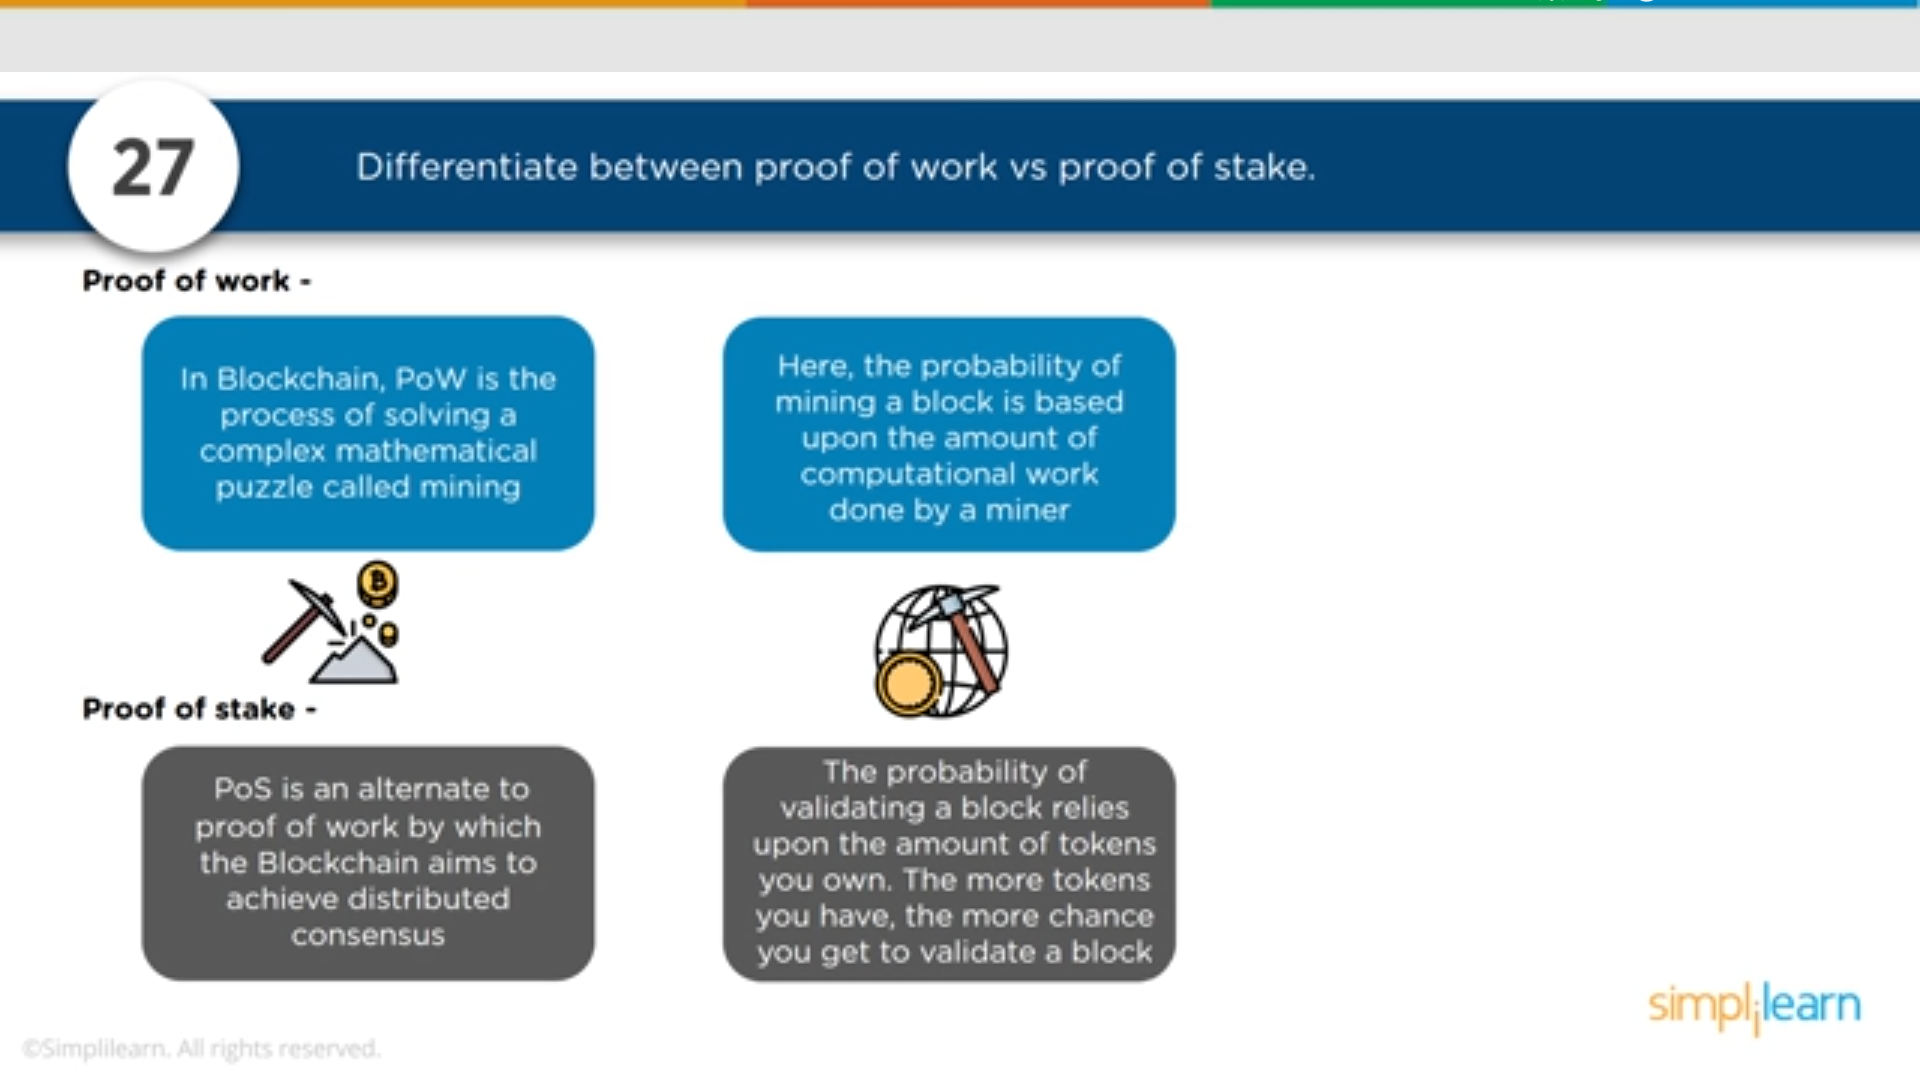 27
Differentiate between proof of work vs proof of stake.
Proof of work -
In Blockchain, PoW is the
process of solving a
complex mathematical
puzzle called mining
Here, the probability of
mining a block is based
upon the amount of
computational work
done by a miner
Proof of stake -
PoS is an alternate to
proof of work by which
the Blockchain aims to
achieve distributed
consensus
The probability of
validating a block relies
upon the amount of tokens
you own. The more tokens
you have, the more chance
you get to validate a block
simplilearn
©Simplilearn. All rights reserved.